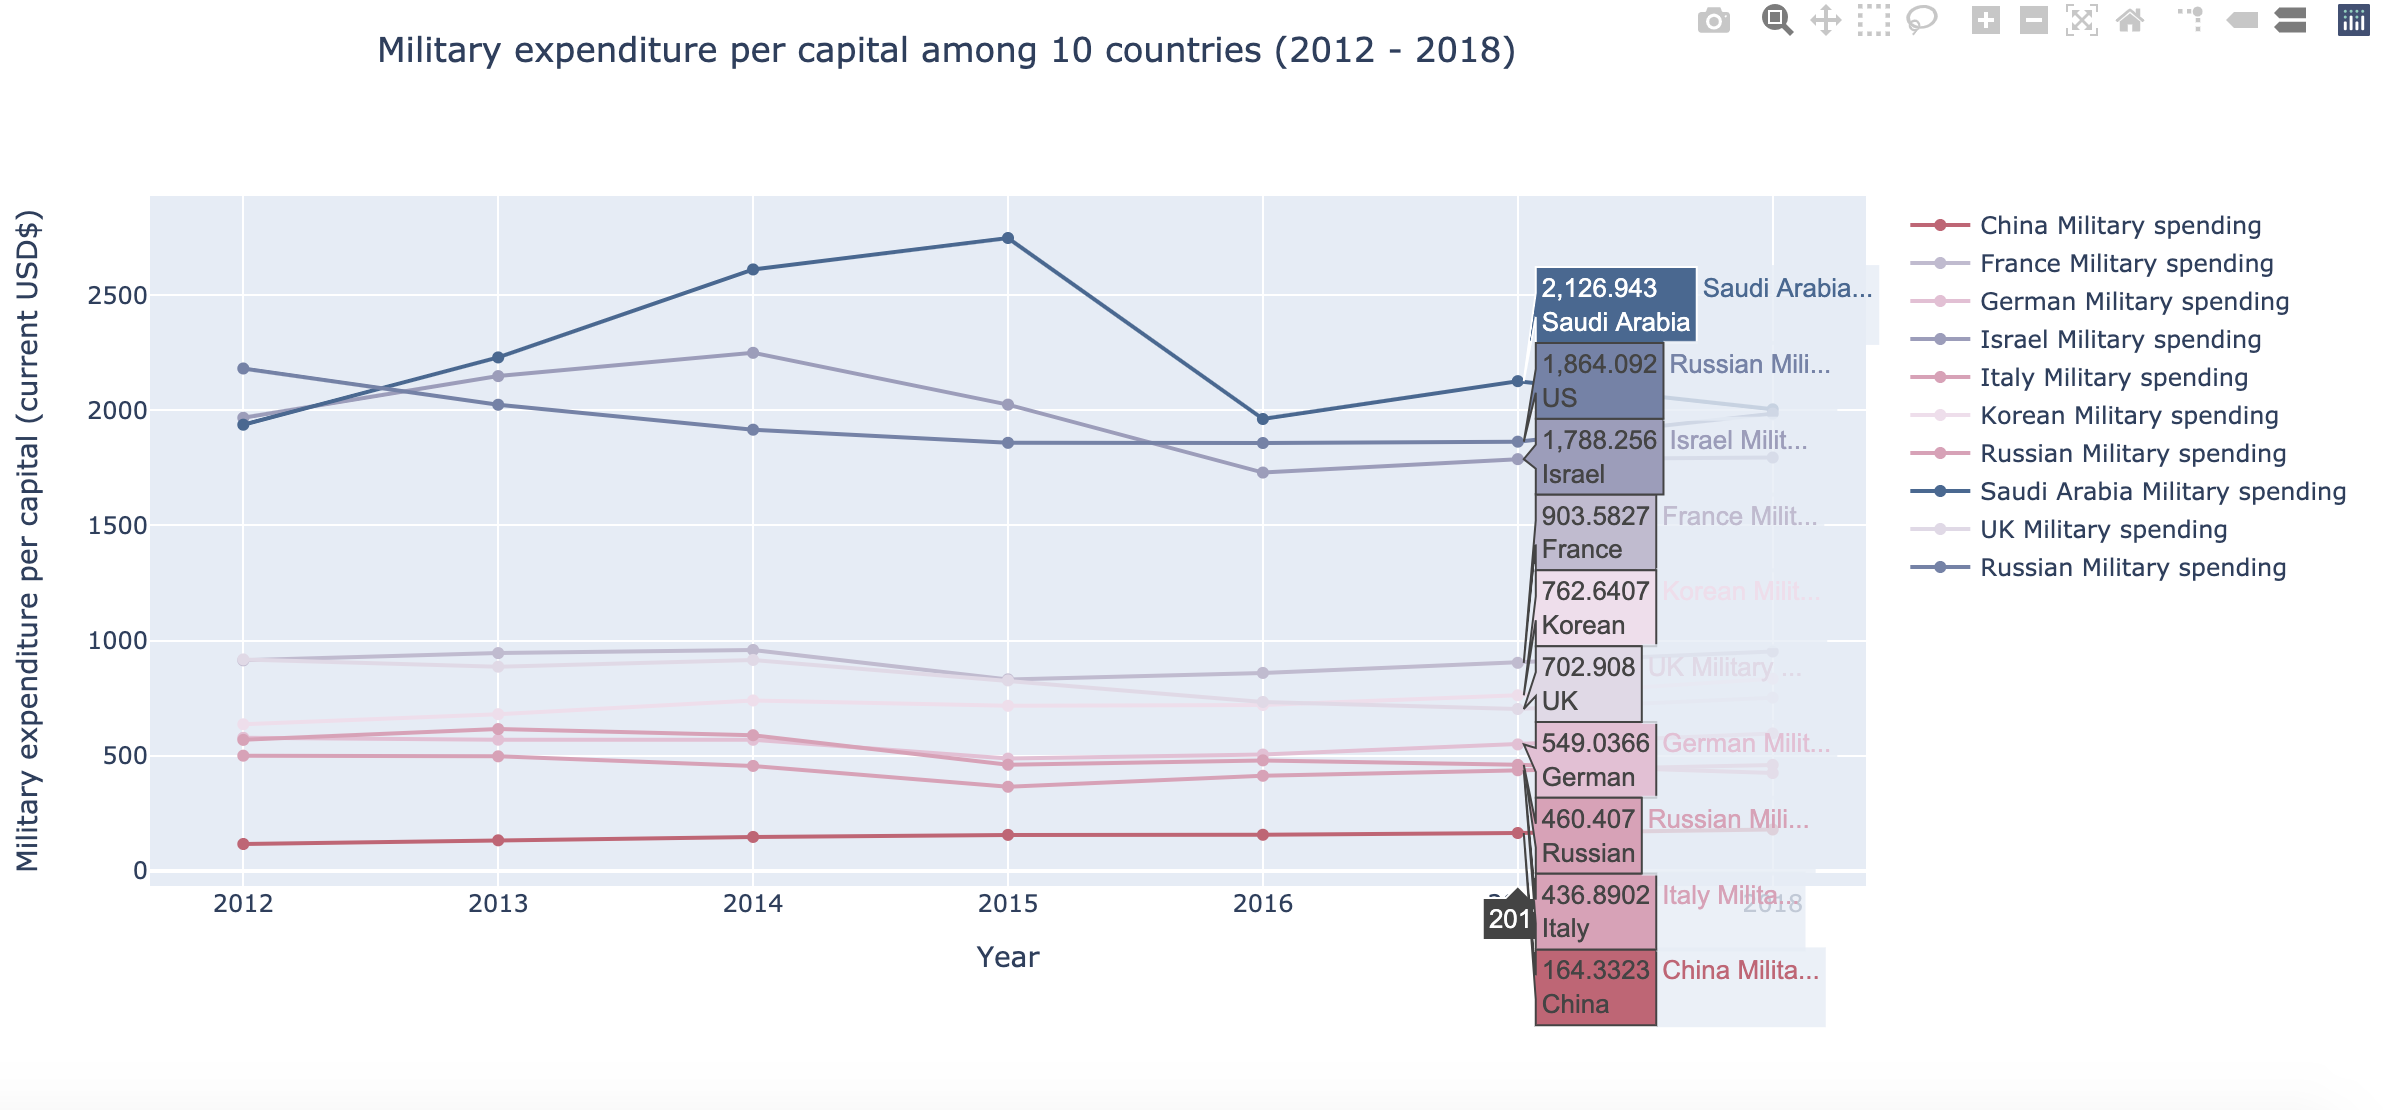 Military expenditure per capital among 10 countries (2012 - 2018)
Military expenditure per capital (current USD$)
2500
2000
1500
1000
500
0
2012
2013
2014
2015
2016
2018
Year
2,126.943
Saudi Arabia
Saudi Arabia...
1,864.092
US
Russian Mili...
1,788.256
Israel
Israel Milit...
903.5827
France
France Milit...
762.6407
Korean
Korean Milit...
702.908
UK
UK Military ...
549.0366
German
German Milit...
460.407
Russian
Russian Mili...
436.8902
Italy
Italy Milita...
164.3323
China
China Milita...
China Military spending
France Military spending
German Military spending
Israel Military spending
Italy Military spending
Korean Military spending
Russian Military spending
Saudi Arabia Military spending
UK Military spending
Russian Military spending